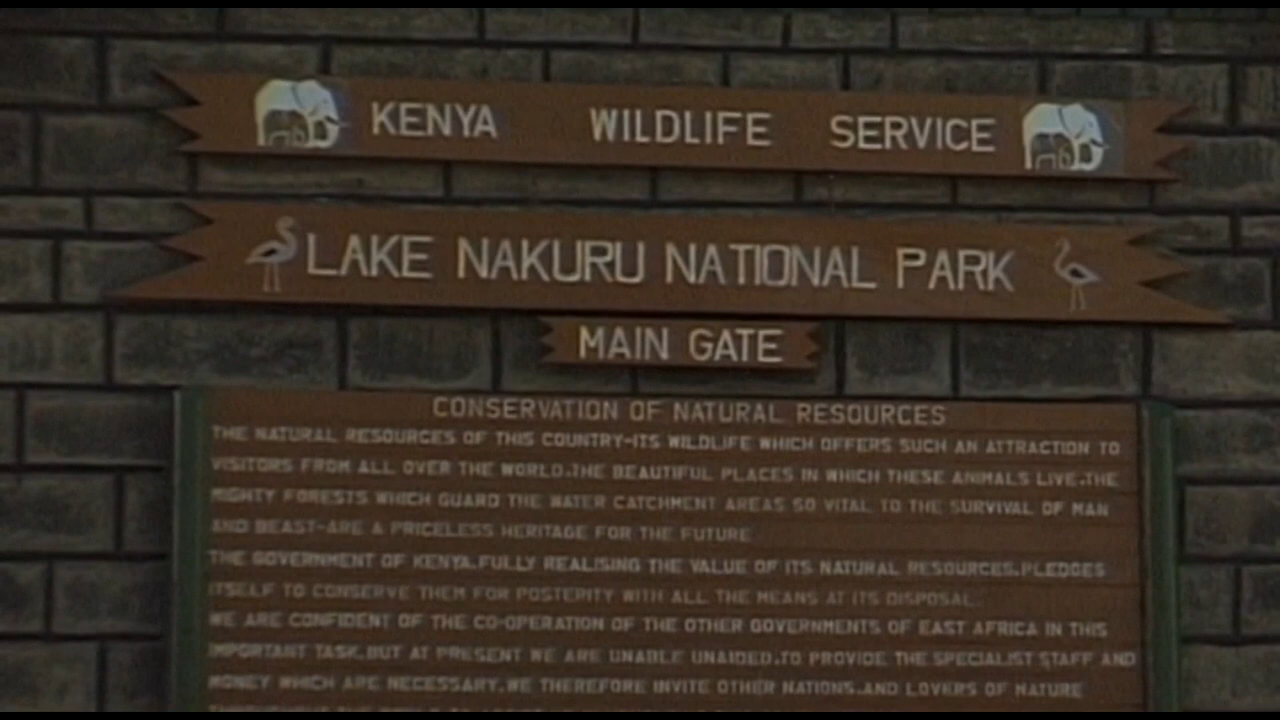 KENYA WILDLIFE SERVICE
LAKE NAKURU NATIONAL PARK
MAIN GATE
CONSERVATION OF NATURAL RESOURCES
THE NATURAL RESOURCES OF THIS COUNTRY-ITS WILDLIFE WHICH OFFERS SUCH AN ATTRACTION TO
VISITORS FROM ALL OVER THE WORLD.THE BEAUTIFUL PLACES IN WHICH THESE ANIMALS LIVE.THE
MIGHTY FORESTS WHICH GUARD THE WATER CATCHMENT AREAS SO VITAL TO THE SURVIVAL OF MAN
AND BEAST-ARE A PRICELESS HERITAGE FOR THE FUTURE
THE GOVERNMENT OF KENYA.FULLY REALISING THE VALUE OF ITS NATURAL RESOURCES.PLEDGES
ITSELF TO CONSERVE THEM FOR POSTERITY WITH ALL THE MEANS AT ITS DISPOSAL.
WE ARE CONFIDENT OF THE CO-OPERATION OF THE OTHER GOVERNMENTS OF EAST AFRICA IN THIS
IMPORTANT TASK.BUT AT PRESENT WE ARE UNABLE UNAIDED.TO PROVIDE THE SPECIALIST STAFF AND
MONEY WHICH ARE NECESSARY.WE THEREFORE INVITE OTHER NATIONS.AND LOVERS OF NATURE